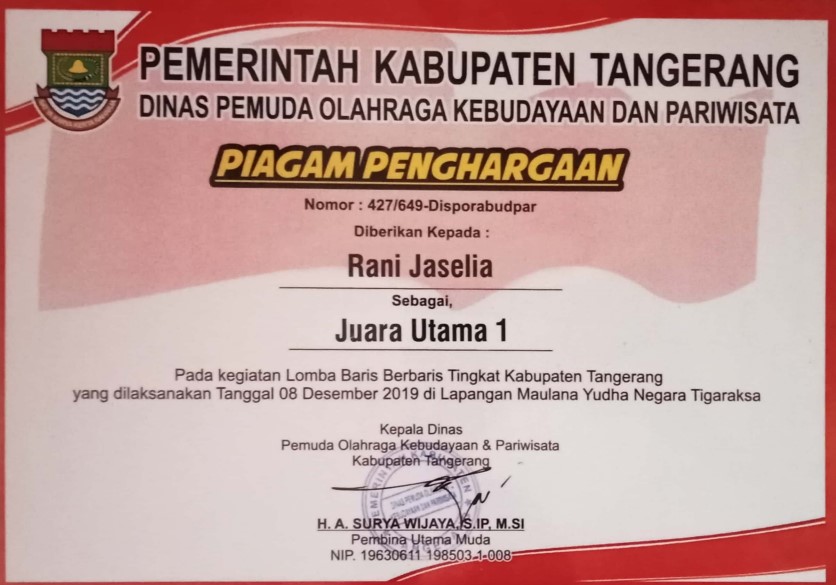 PEMERINTAH KABUPATEN TANGERANG
DINAS PEMUDA OLAHRAGA KEBUDAYAAN DAN PARIWISATA
PIAGAM PENGHARGAAN
Nomor : 427/649-Disporabudpar
Diberikan Kepada :
Rani Jaselia
Sebagai,
Juara Utama 1
Pada kegiatan Lomba Baris Berbaris Tingkat Kabupaten Tangerang
yang dilaksanakan Tanggal 08 Desember 2019 di Lapangan Maulana Yudha Negara Tigaraksa
Kepala Dinas
Pemuda Olahraga Kebudayaan & Pariwisata
Kabupaten Tangerang
H. A. SURYA WIJAYA, S.IP, M.SI
Pembina Utama Muda
NIP. 19630611 198503 1 008